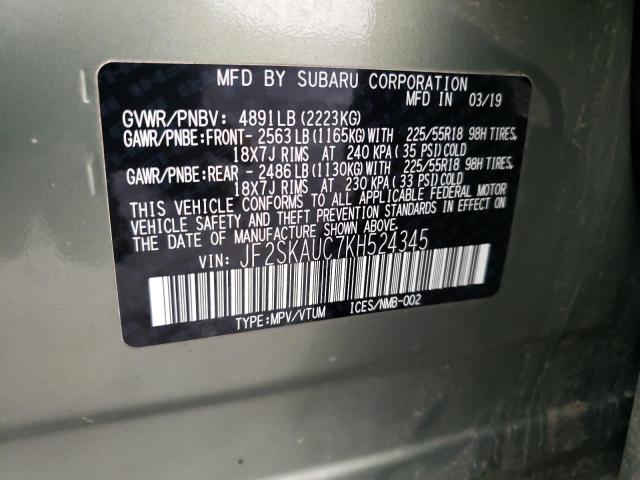 MFD BY SUBARU CORPORATION
GVWR/PNBV: 4891LB (2223KG) MFD IN 03/19
GAWR/PNBE:FRONT- 2563 LB (1165KG) WITH 225/55R18 98H TIRES,
18X7J RIMS AT 240 KPA (35 PSI) COLD
GAWR/PNBE:REAR - 2486 LB (1130KG) WITH 225/55R18 98H TIRES,
18X7J RIMS AT 230 KPA (33 PSI) COLD
THIS VEHICLE CONFORMS TO ALL APPLICABLE FEDERAL MOTOR
VEHICLE SAFETY AND THEFT PREVENTION STANDARDS IN EFFECT ON
THE DATE OF MANUFACTURE SHOWN ABOVE.
VIN: JF2SKAUC7KH524345
TYPE:MPV/VTUM ICES/NMB-002